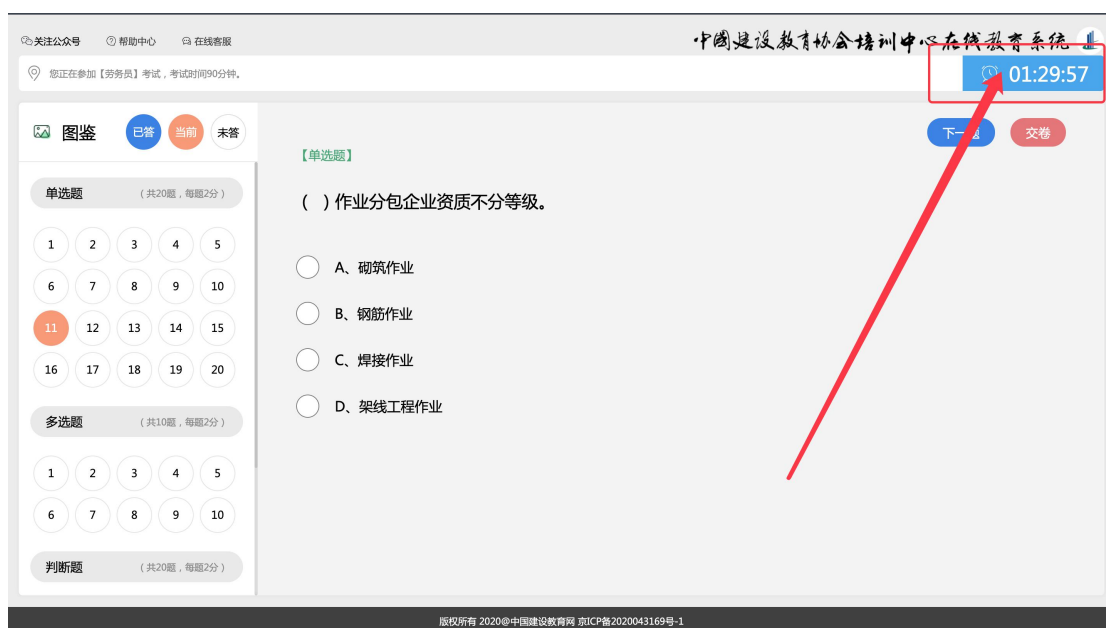 关注公众号 帮助中心 在线客服
中国建设教育协会培训中心在线教育系统
您正在参加【劳务员】考试，考试时间90分钟。
01:29:57
图鉴 已答 当前 未答
下一题 交卷
【单选题】
单选题 （共20题，每题2分）
（ ）作业分包企业资质不分等级。
1 2 3 4 5
6 7 8 9 10
11 12 13 14 15
16 17 18 19 20
A、砌筑作业
B、钢筋作业
C、焊接作业
D、架线工程作业
多选题 （共10题，每题2分）
1 2 3 4 5
6 7 8 9 10
判断题 （共20题，每题2分）
版权所有 2020@中国建设教育网 京ICP备2020043169号-1